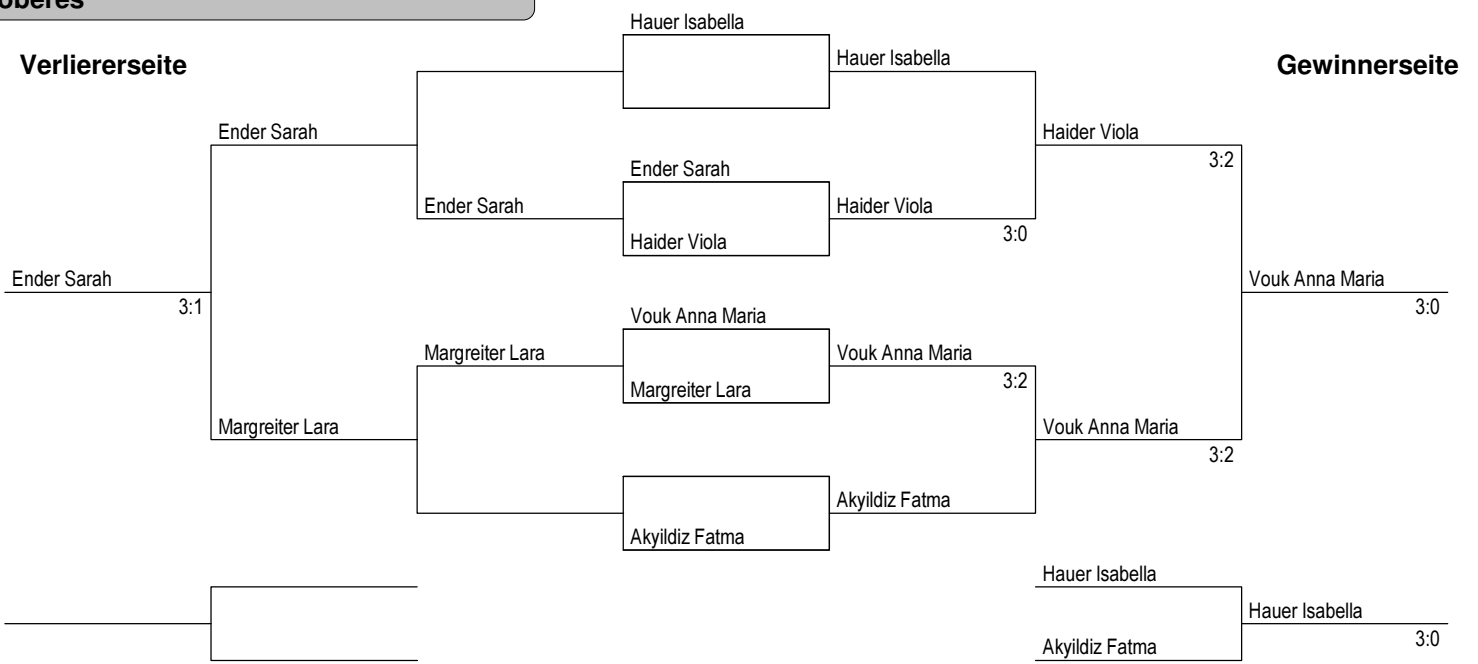 oberes
Hauer Isabella
Verliererseite
Hauer Isabella
Gewinnerseite
Ender Sarah
Haider Viola
3:2
Ender Sarah
Ender Sarah
Haider Viola
3:0
Haider Viola
Ender Sarah
3:1
Vouk Anna Maria
3:0
Vouk Anna Maria
Margreiter Lara
Vouk Anna Maria
3:2
Margreiter Lara
Margreiter Lara
Vouk Anna Maria
3:2
Akyildiz Fatma
Akyildiz Fatma
Hauer Isabella
Hauer Isabella
3:0
Akyildiz Fatma